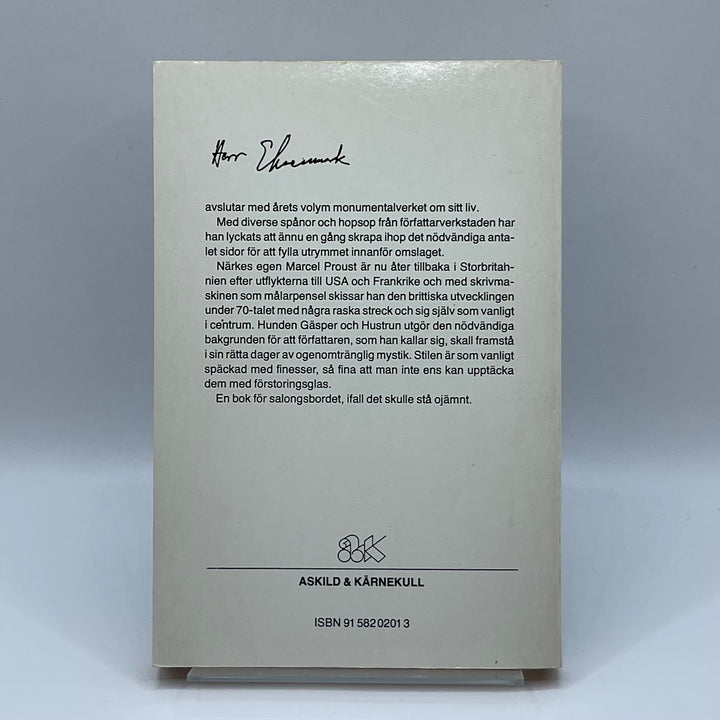 Herr Ehrenmark
avslutar med årets volym monumentalverket om sitt liv.
Med diverse spånor och hopsop från författarverkstaden har
han lyckats att ännu en gång skrapa ihop det nödvändiga anta-
let sidor för att fylla utrymmet innanför omslaget.
Närkes egen Marcel Proust är nu åter tillbaka i Storbritan-
nien efter utflykterna till USA och Frankrike och med skrivma-
skinen som målarpensel skissar han den brittiska utvecklingen
under 70-talet med några raska streck och sig själv som vanligt
i centrum. Hunden Gäsper och Hustrun utgör den nödvändiga
bakgrunden för att författaren, som han kallar sig, skall framstå
i sin rätta dager av ogenomtränglig mystik. Stilen är som vanligt
späckad med finesser, så fina att man inte ens kan upptäcka
dem med förstoringsglas.
En bok för salongsbordet, ifall det skulle stå ojämnt.
a&k
ASKILD & KÄRNEKULL
ISBN 91 582 0201 3